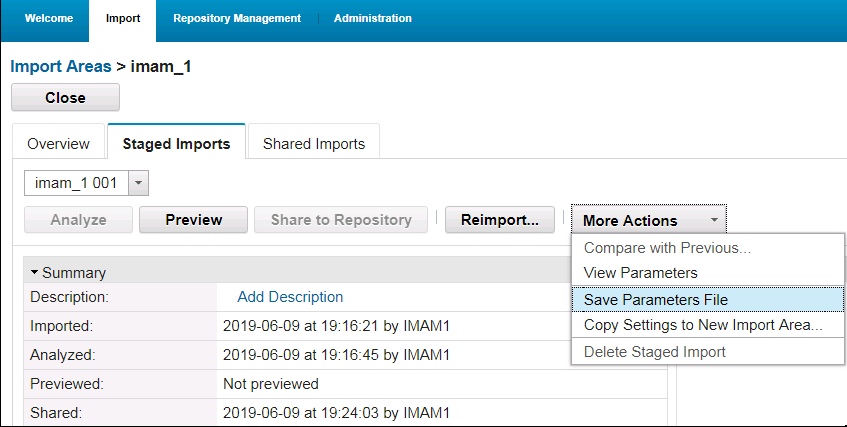 Welcome Import Repository Management Administration
Import Areas > imam_1
Close
Overview Staged Imports Shared Imports
imam_1 001
Analyze Preview Share to Repository Reimport... More Actions
Compare with Previous...
View Parameters
Save Parameters File
Copy Settings to New Import Area...
Delete Staged Import
Summary
Description: Add Description
Imported: 2019-06-09 at 19:16:21 by IMAM1
Analyzed: 2019-06-09 at 19:16:45 by IMAM1
Previewed: Not previewed
Shared: 2019-06-09 at 19:24:03 by IMAM1